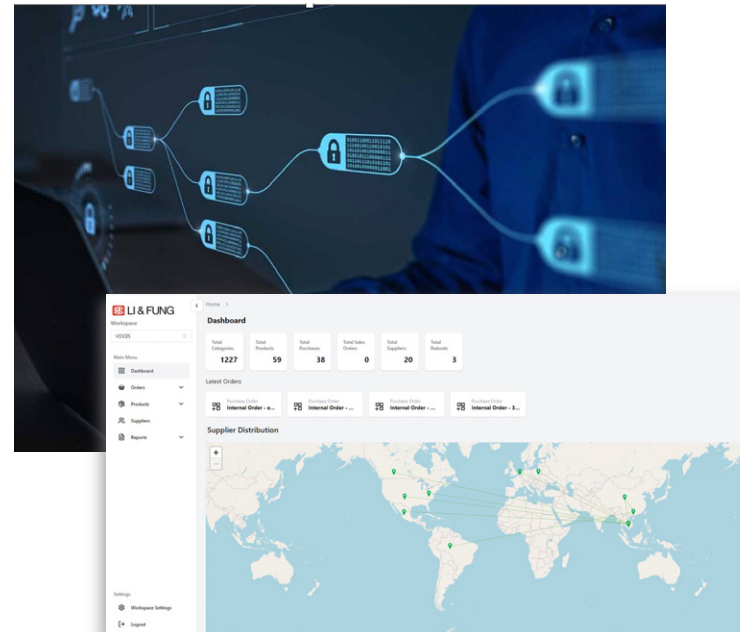 LI & FUNG
Workspace
VOCES
Main Menu
Dashboard
Orders
Products
Suppliers
Reports
Settings
Workspace Settings
Logout
Home >
Dashboard
Total Categories
1227
Total Products
59
Total Purchases
38
Total Sales Orders
0
Total Suppliers
20
Total Rulesets
3
Latest Orders
Purchase Order
Internal Order - e...
Purchase Order
Internal Order - ...
Purchase Order
Internal Order - ...
Purchase Order
Internal Order - 3...
Supplier Distribution
+
−